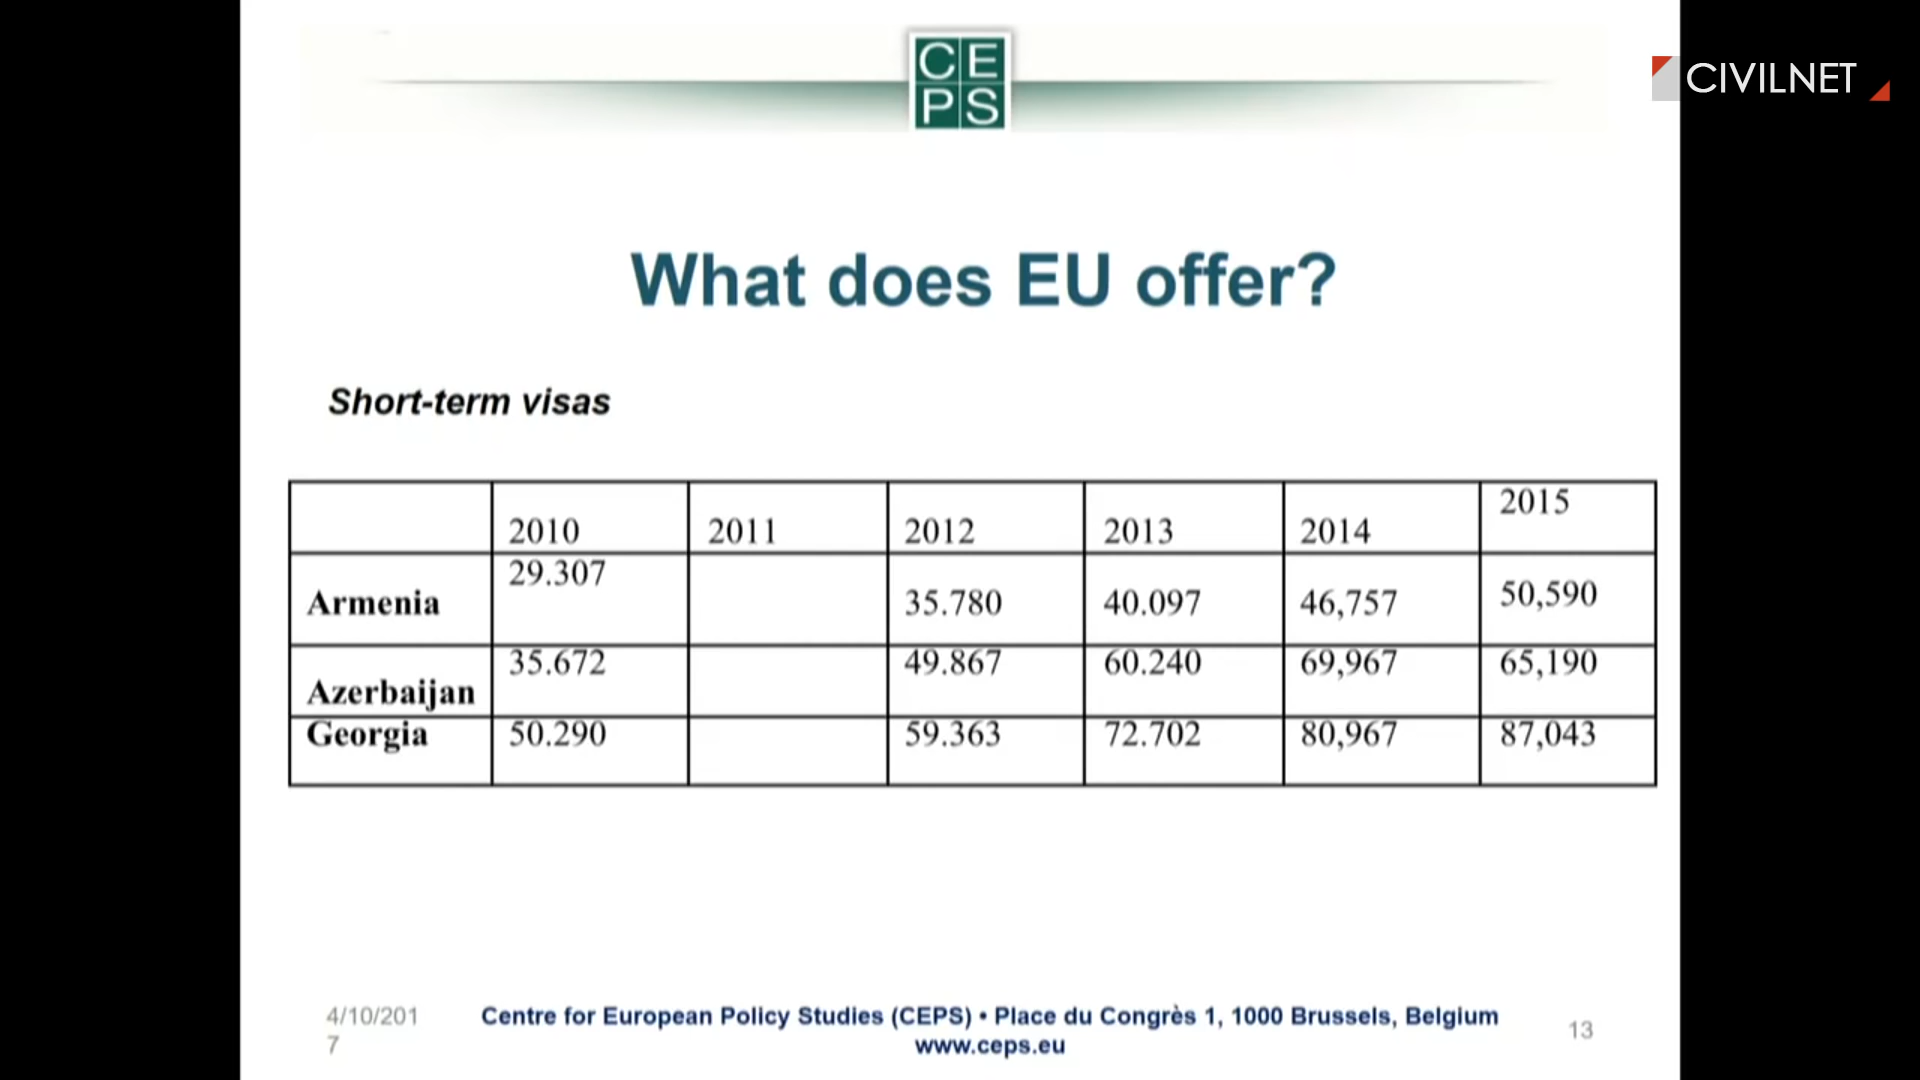 CE
PS
CIVILNET
What does EU offer?
Short-term visas
2010 2011 2012 2013 2014 2015
Armenia 29.307 35.780 40.097 46,757 50,590
Azerbaijan 35.672 49.867 60.240 69,967 65,190
Georgia 50.290 59.363 72.702 80,967 87,043
4/10/201
7
Centre for European Policy Studies (CEPS) • Place du Congrès 1, 1000 Brussels, Belgium
www.ceps.eu
13